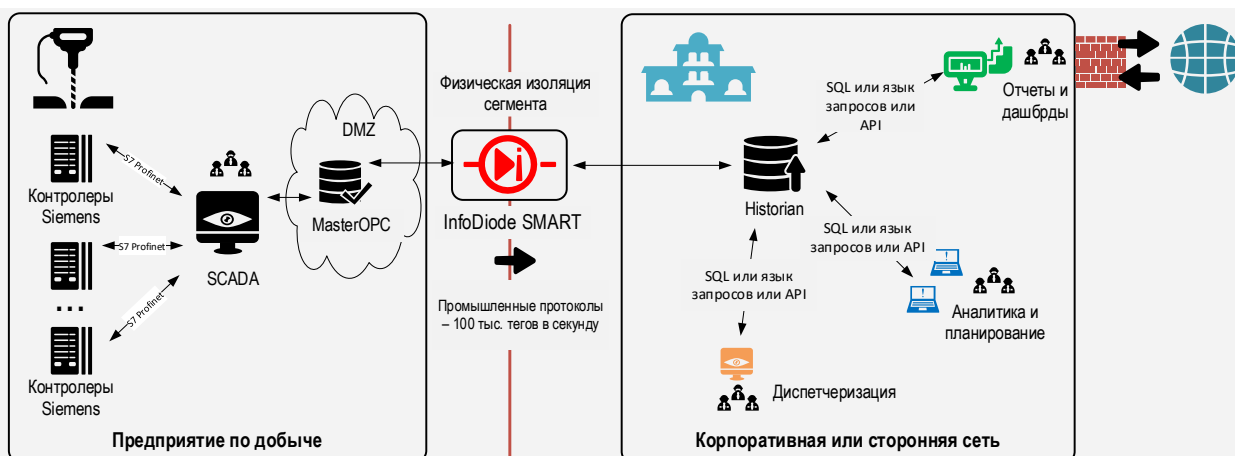 Контролеры
Siemens
Контролеры
Siemens
...
S7 Profinet
S7 Profinet
S7 Profinet
SCADA
DMZ
MasterOPC
Предприятие по добыче
Физическая изоляция
сегмента
InfoDiode SMART
Промышленные протоколы
– 100 тыс. тегов в секунду
Historian
SQL или язык
запросов или
API
Отчеты и
дашбрды
SQL или язык
запросов или API
Аналитика и
планирование
SQL или язык
запросов или API
Диспетчеризация
Корпоративная или сторонняя сеть